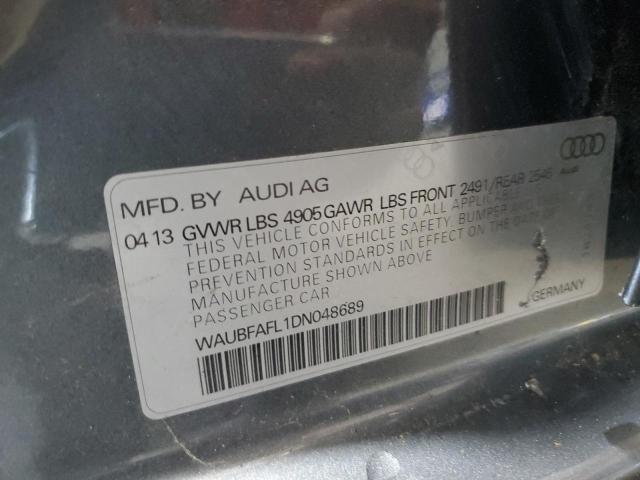 MFD. BY AUDI AG
04 13 GVWR LBS 4905 GAWR LBS FRONT 2491/REAR 2546
THIS VEHICLE CONFORMS TO ALL APPLICABLE
FEDERAL MOTOR VEHICLE SAFETY, BUMPER AND
PREVENTION STANDARDS IN EFFECT ON THE DATE OF
MANUFACTURE SHOWN ABOVE
PASSENGER CAR
WAUBFAFL1DN048689
GERMANY
Audi